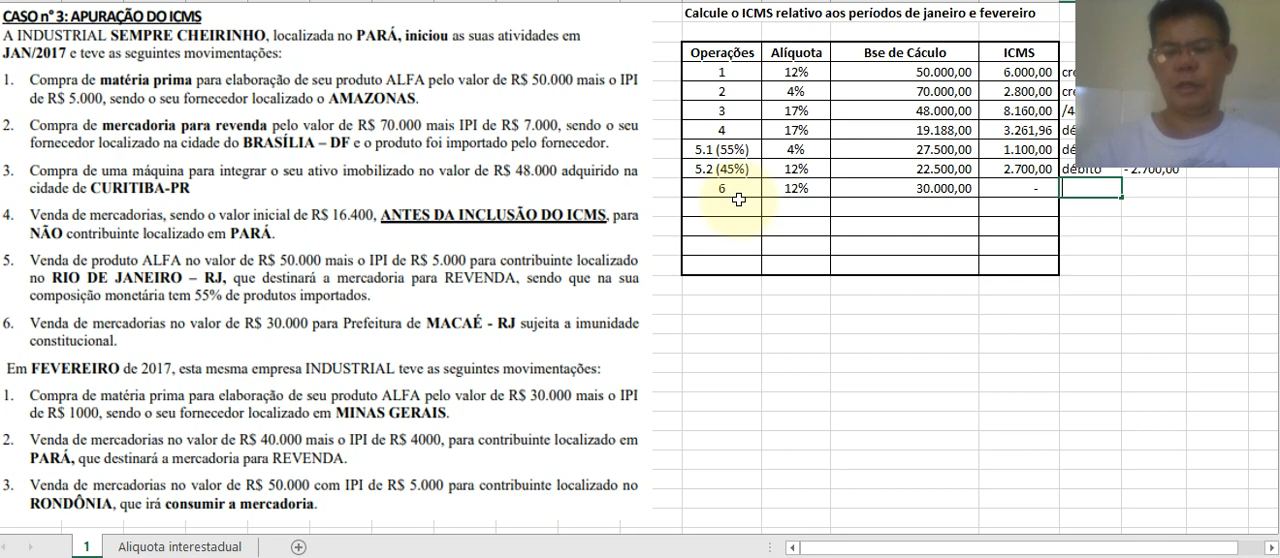 CASO nº 3: APURAÇÃO DO ICMS
A INDUSTRIAL SEMPRE CHEIRINHO, localizada no PARÁ, iniciou as suas atividades em
JAN/2017 e teve as seguintes movimentações:
1. Compra de matéria prima para elaboração de seu produto ALFA pelo valor de R$ 50.000 mais o IPI
de R$ 5.000, sendo o seu fornecedor localizado o AMAZONAS.
2. Compra de mercadoria para revenda pelo valor de R$ 70.000 mais IPI de R$ 7.000, sendo o seu
fornecedor localizado na cidade do BRASÍLIA – DF e o produto foi importado pelo fornecedor.
3. Compra de uma máquina para integrar o seu ativo imobilizado no valor de R$ 48.000 adquirido na
cidade de CURITIBA-PR
4. Venda de mercadorias, sendo o valor inicial de R$ 16.400, ANTES DA INCLUSÃO DO ICMS, para
NÃO contribuinte localizado em PARÁ.
5. Venda de produto ALFA no valor de R$ 50.000 mais o IPI de R$ 5.000 para contribuinte localizado
no RIO DE JANEIRO – RJ, que destinará a mercadoria para REVENDA, sendo que na sua
composição monetária tem 55% de produtos importados.
6. Venda de mercadorias no valor de R$ 30.000 para Prefeitura de MACAÉ - RJ sujeita a imunidade
constitucional.
Em FEVEREIRO de 2017, esta mesma empresa INDUSTRIAL teve as seguintes movimentações:
1. Compra de matéria prima para elaboração de seu produto ALFA pelo valor de R$ 30.000 mais o IPI
de R$ 1000, sendo o seu fornecedor localizado em MINAS GERAIS.
2. Venda de mercadorias no valor de R$ 40.000 mais o IPI de R$ 4000, para contribuinte localizado em
PARÁ, que destinará a mercadoria para REVENDA.
3. Venda de mercadorias no valor de R$ 50.000 com IPI de R$ 5.000 para contribuinte localizado no
RONDÔNIA, que irá consumir a mercadoria.
Calcule o ICMS relativo aos períodos de janeiro e fevereiro
Operações Alíquota Bse de Cáculo ICMS
1 12% 50.000,00 6.000,00 cre
2 4% 70.000,00 2.800,00 cre
3 17% 48.000,00 8.160,00 /4
4 17% 19.188,00 3.261,96 dé
5.1 (55%) 4% 27.500,00 1.100,00 dé
5.2 (45%) 12% 22.500,00 2.700,00 débito - 2.700,00
6 12% 30.000,00 -
1 Aliquota interestadual